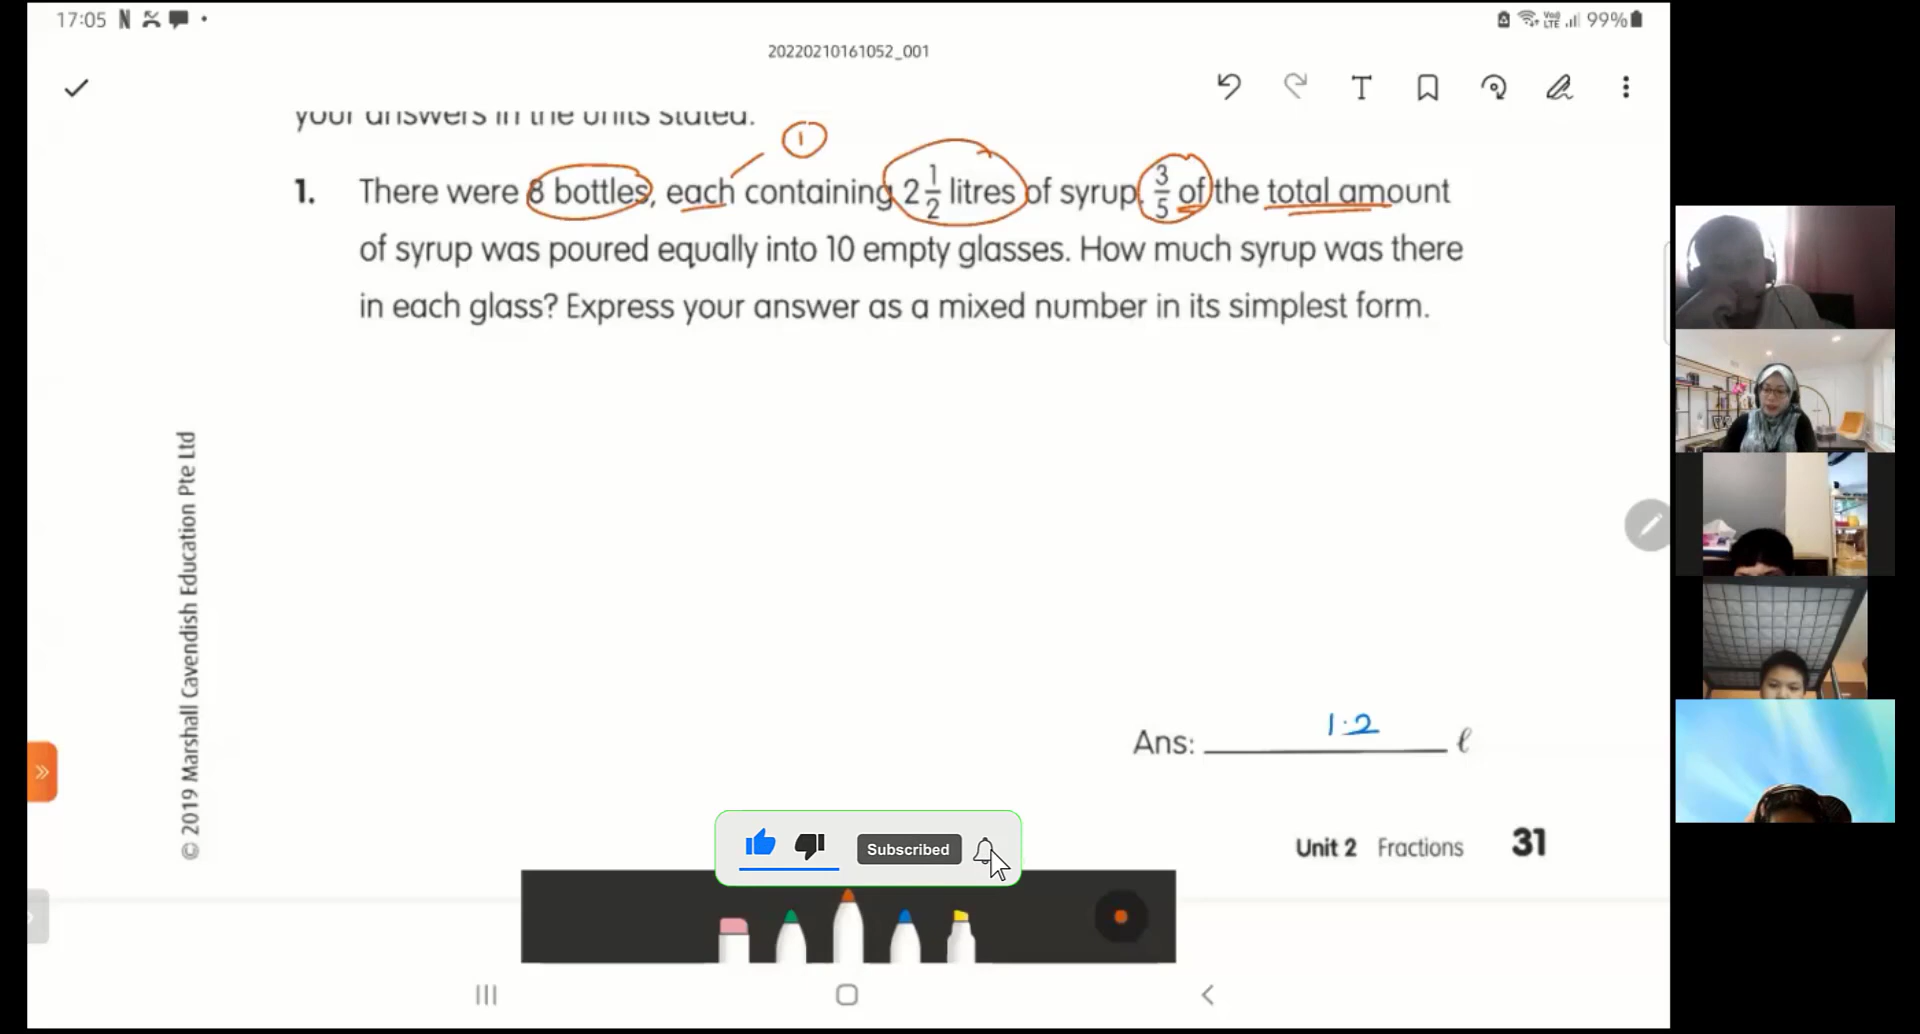 17:05
Vo)
LTE
99%
20220210161052_001
T
your answers in the units stated.
1
1. There were 8 bottles, each containing 2 1/2 litres of syrup. 3/5 of the total amount
of syrup was poured equally into 10 empty glasses. How much syrup was there
in each glass? Express your answer as a mixed number in its simplest form.
© 2019 Marshall Cavendish Education Pte Ltd
Ans: 1.2 ℓ
Subscribed
Unit 2 Fractions 31